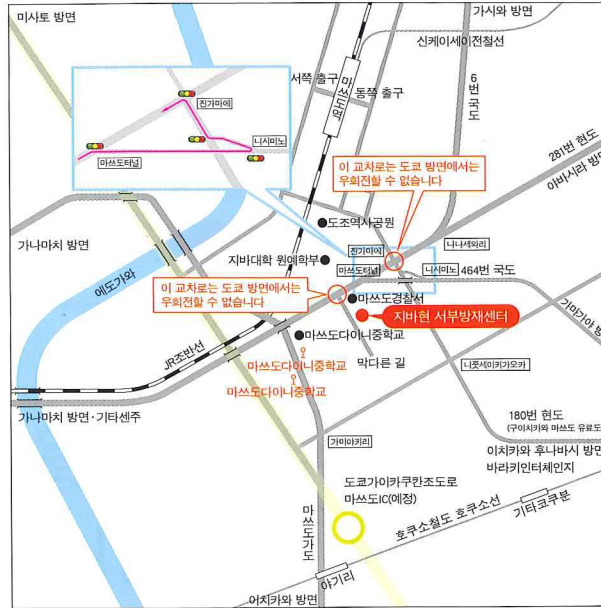 미사토 방면
가시와 방면
신케이세이전철선
서쪽 출구
동쪽 출구
마쓰도역
6번 국도
진가마에
니시미노
마쓰도터널
이 교차로는 도쿄 방면에서는
우회전할 수 없습니다
281번 현도
야바시라 방면
도조역사공원
가나마치 방면
지바대학 원예학부
진가마에
나나세와리
마쓰도터널
니시미노
464번 국도
에도가와
이 교차로는 도쿄 방면에서는
우회전할 수 없습니다
마쓰도경찰서
지바현 서부방재센터
가마가야 방면
마쓰도다이니중학교
JR조반선
마쓰도다이니중학교
마쓰도다이니중학교
막다른 길
니줏세이키가오카
가나마치 방면·기타센주
180번 현도
(구이치카와 마쓰도 유료도
가미야키리
이치카와 후나바시 방면
바라키인터체인지
도쿄가이카쿠칸조도로
마쓰도IC(예정)
마쓰도가도
호쿠소철도 호쿠소선
기타코쿠분
야기리
이치카와 방면